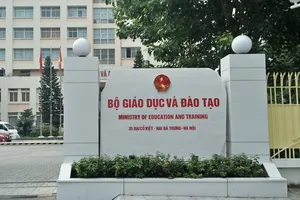 BỘ GIÁO DỤC VÀ ĐÀO TẠO
MINISTRY OF EDUCATION AND TRAINING
35 ĐẠI CỒ VIỆT - HAI BÀ TRƯNG - HÀ NỘI